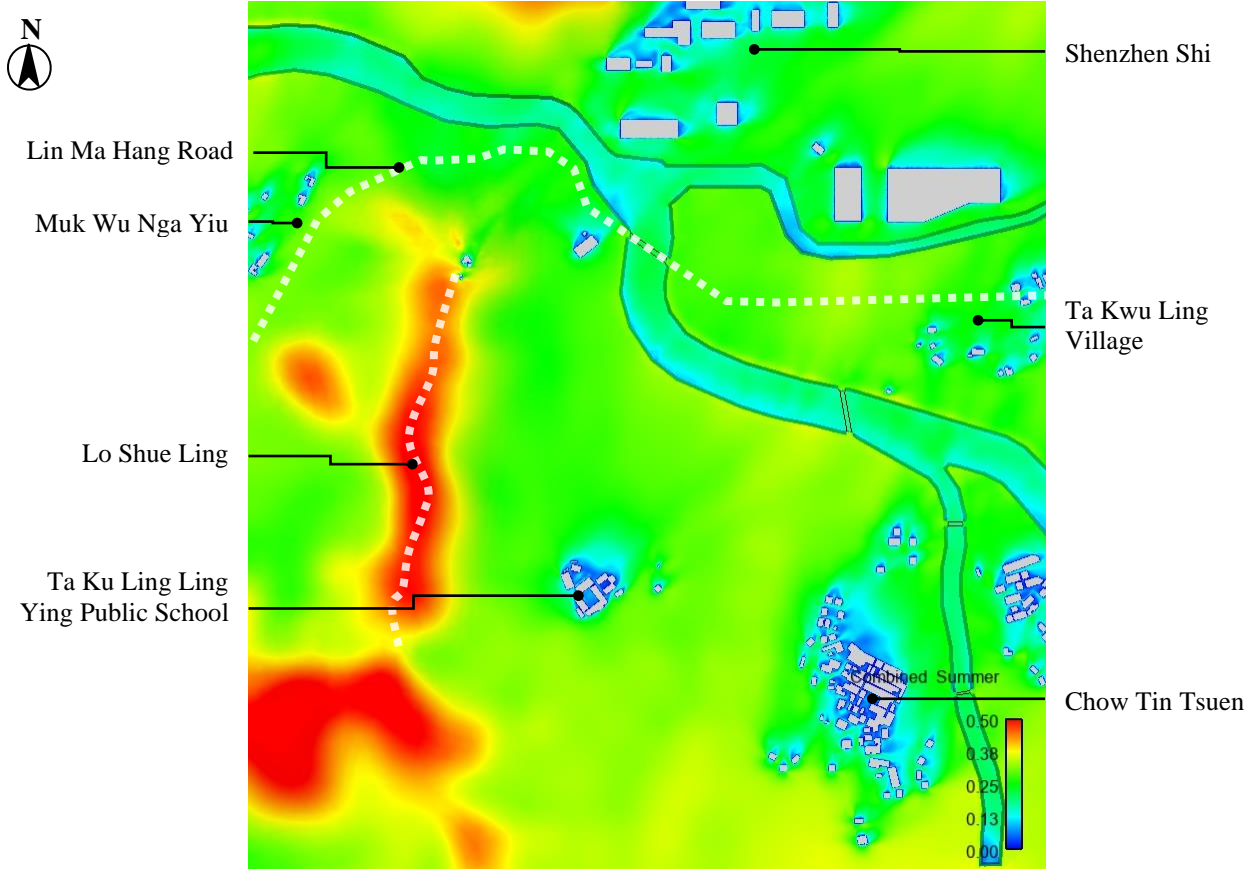 N
Shenzhen Shi
Lin Ma Hang Road
Muk Wu Nga Yiu
Ta Kwu Ling
Village
Lo Shue Ling
Ta Ku Ling Ling
Ying Public School
Combined Summer
Chow Tin Tsuen
0.50
0.38
0.25
0.13
0.00